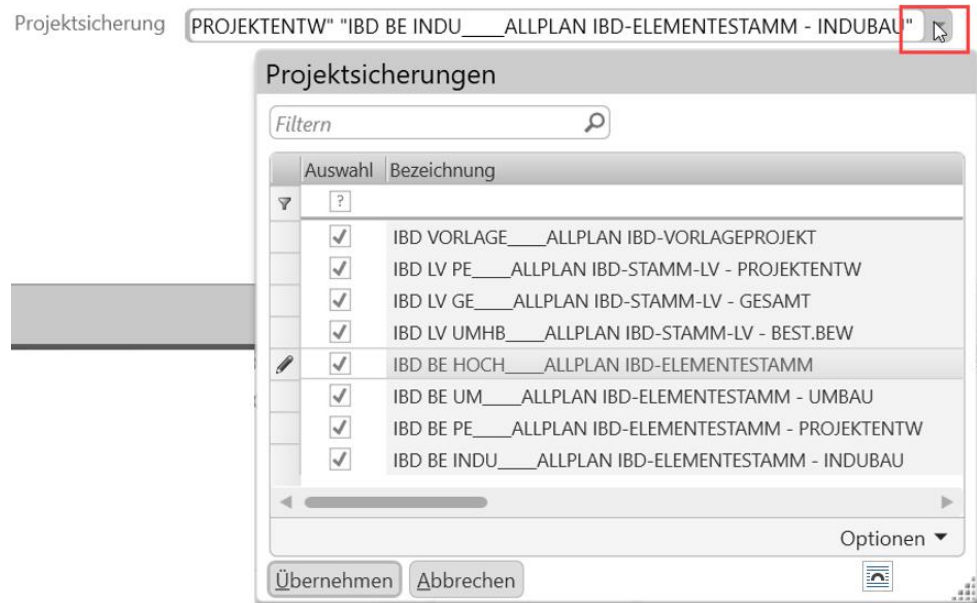 Projektsicherung PROJEKTENTW" "IBD BE INDU____ALLPLAN IBD-ELEMENTESTAMM - INDUBAU"
Projektsicherungen
Filtern
Auswahl Bezeichnung
?
IBD VORLAGE____ALLPLAN IBD-VORLAGEPROJEKT
IBD LV PE____ALLPLAN IBD-STAMM-LV - PROJEKTENTW
IBD LV GE____ALLPLAN IBD-STAMM-LV - GESAMT
IBD LV UMHB____ALLPLAN IBD-STAMM-LV - BEST.BEW
IBD BE HOCH____ALLPLAN IBD-ELEMENTESTAMM
IBD BE UM____ALLPLAN IBD-ELEMENTESTAMM - UMBAU
IBD BE PE____ALLPLAN IBD-ELEMENTESTAMM - PROJEKTENTW
IBD BE INDU____ALLPLAN IBD-ELEMENTESTAMM - INDUBAU
Optionen
Übernehmen Abbrechen